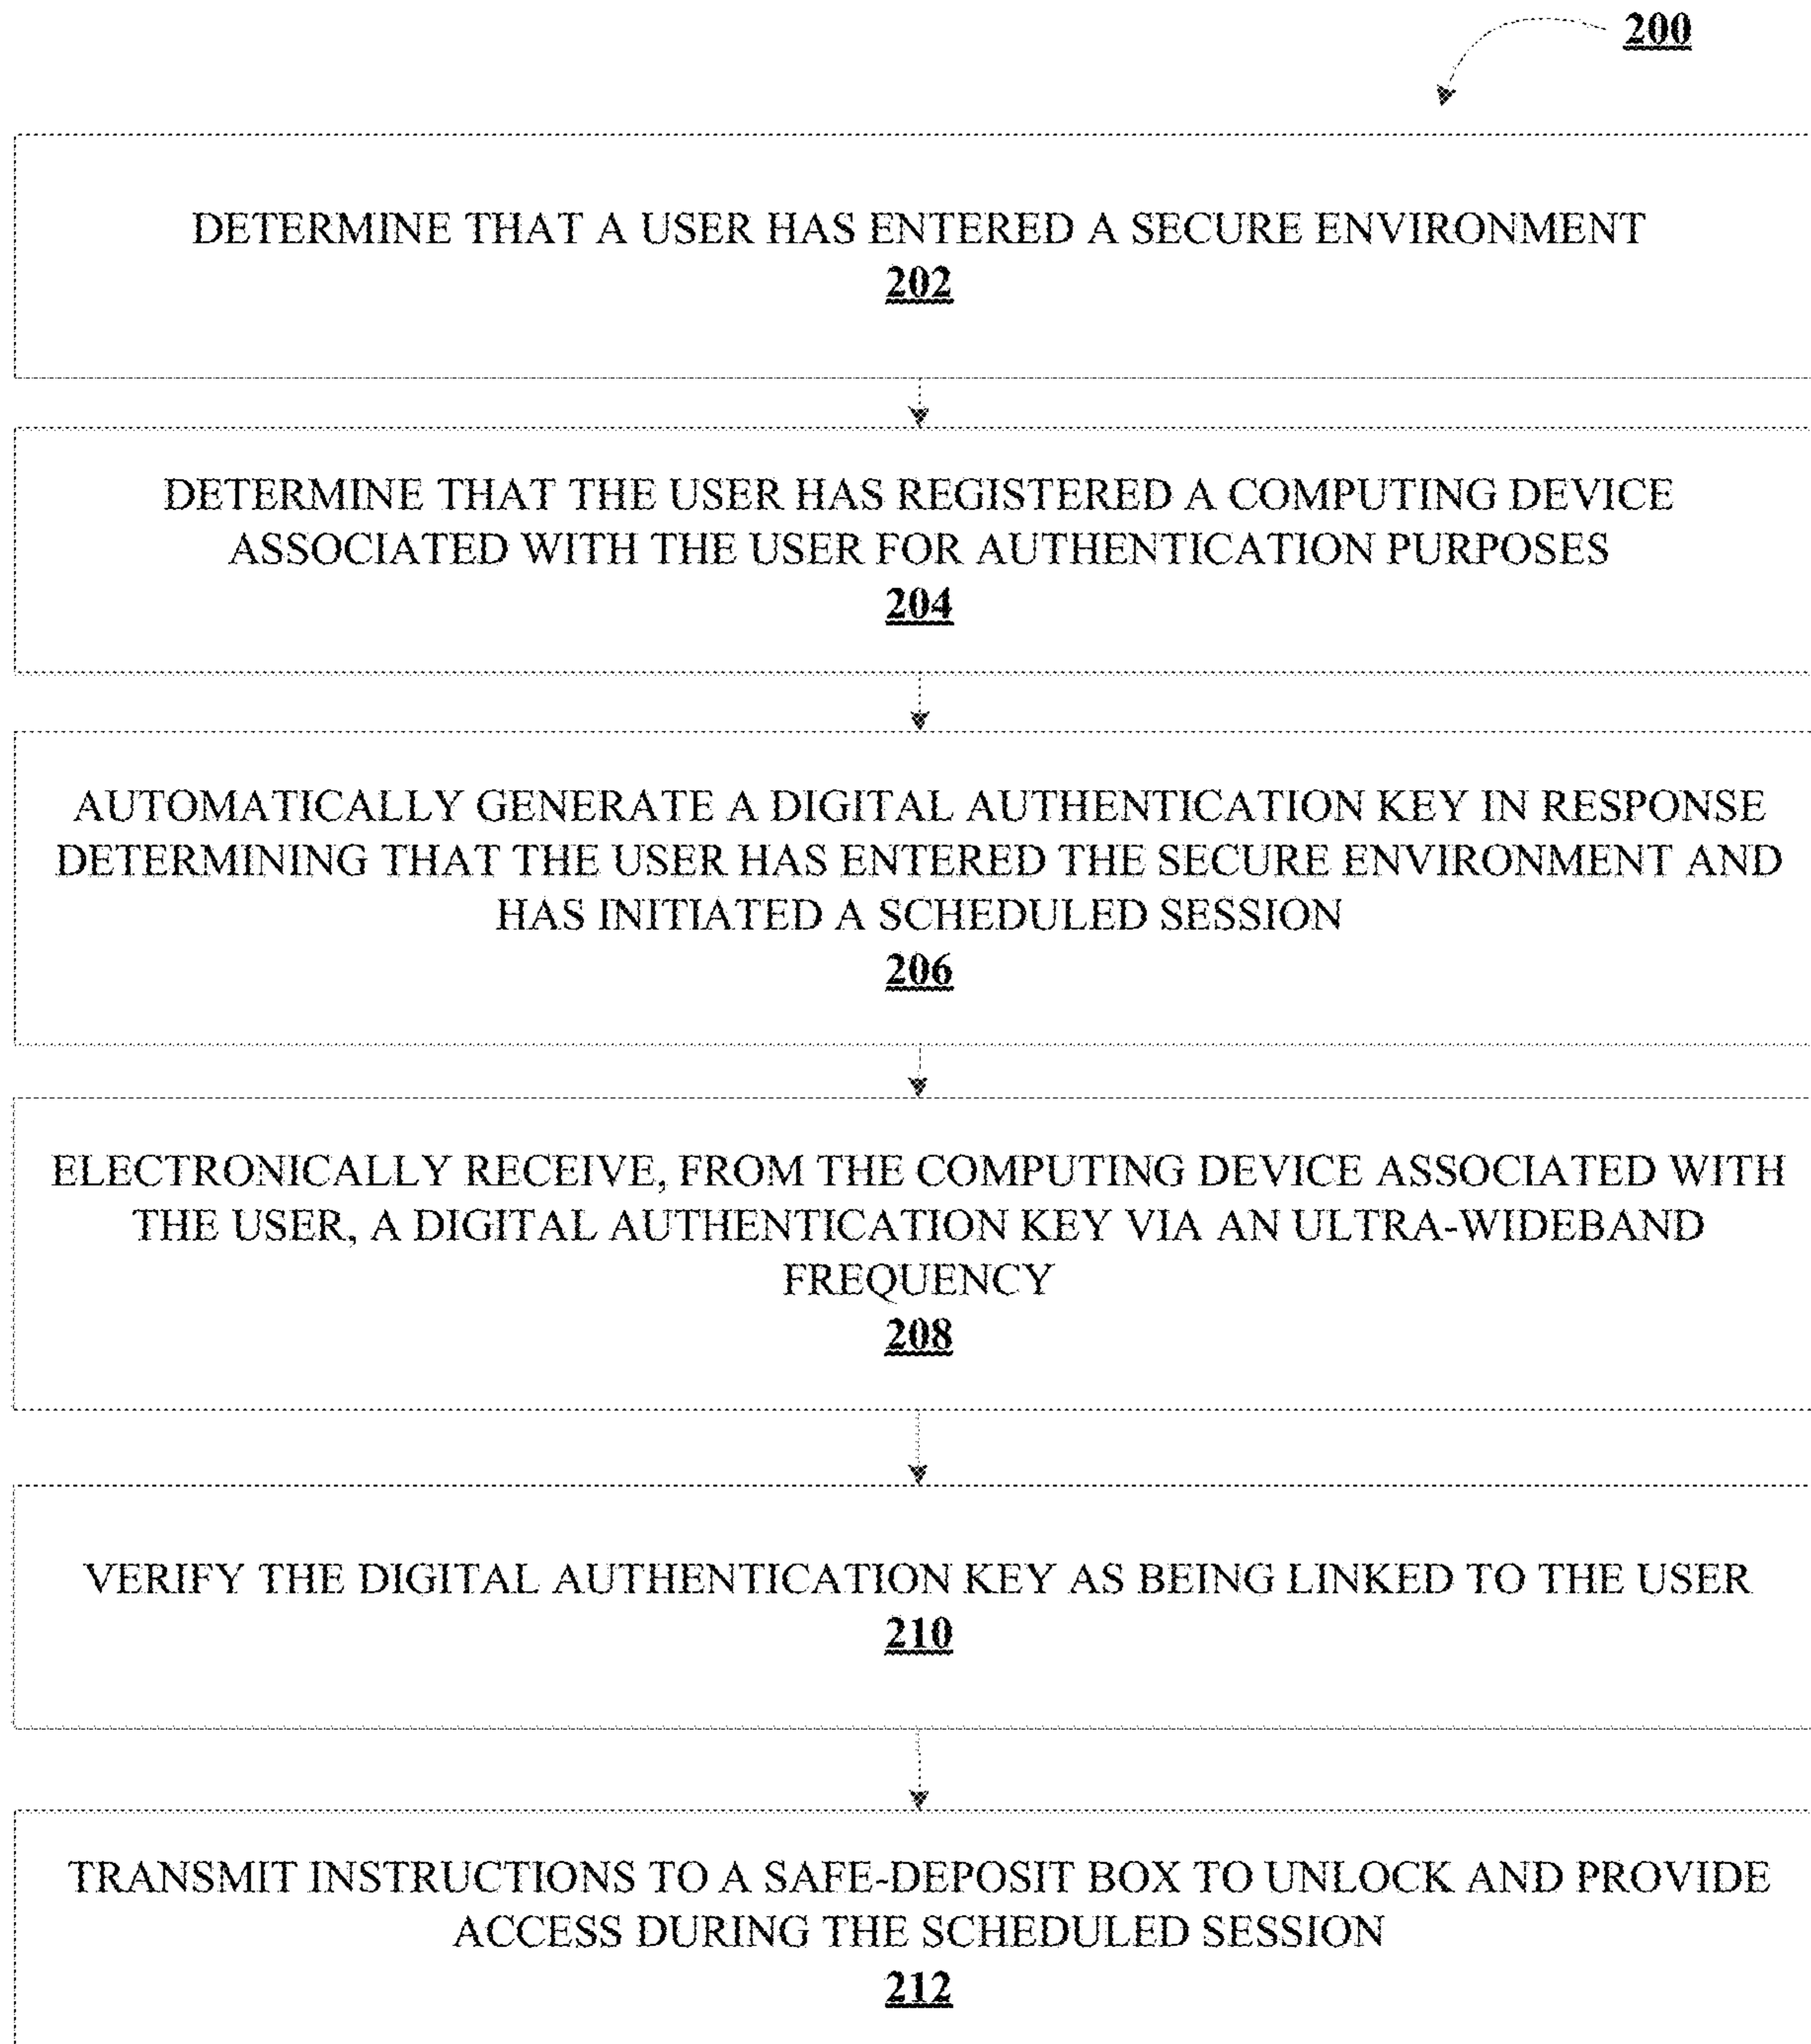 200
DETERMINE THAT A USER HAS ENTERED A SECURE ENVIRONMENT
202
DETERMINE THAT THE USER HAS REGISTERED A COMPUTING DEVICE
ASSOCIATED WITH THE USER FOR AUTHENTICATION PURPOSES
204
AUTOMATICALLY GENERATE A DIGITAL AUTHENTICATION KEY IN RESPONSE
DETERMINING THAT THE USER HAS ENTERED THE SECURE ENVIRONMENT AND
HAS INITIATED A SCHEDULED SESSION
206
ELECTRONICALLY RECEIVE, FROM THE COMPUTING DEVICE ASSOCIATED WITH
THE USER, A DIGITAL AUTHENTICATION KEY VIA AN ULTRA-WIDEBAND
FREQUENCY
208
VERIFY THE DIGITAL AUTHENTICATION KEY AS BEING LINKED TO THE USER
210
TRANSMIT INSTRUCTIONS TO A SAFE-DEPOSIT BOX TO UNLOCK AND PROVIDE
ACCESS DURING THE SCHEDULED SESSION
212